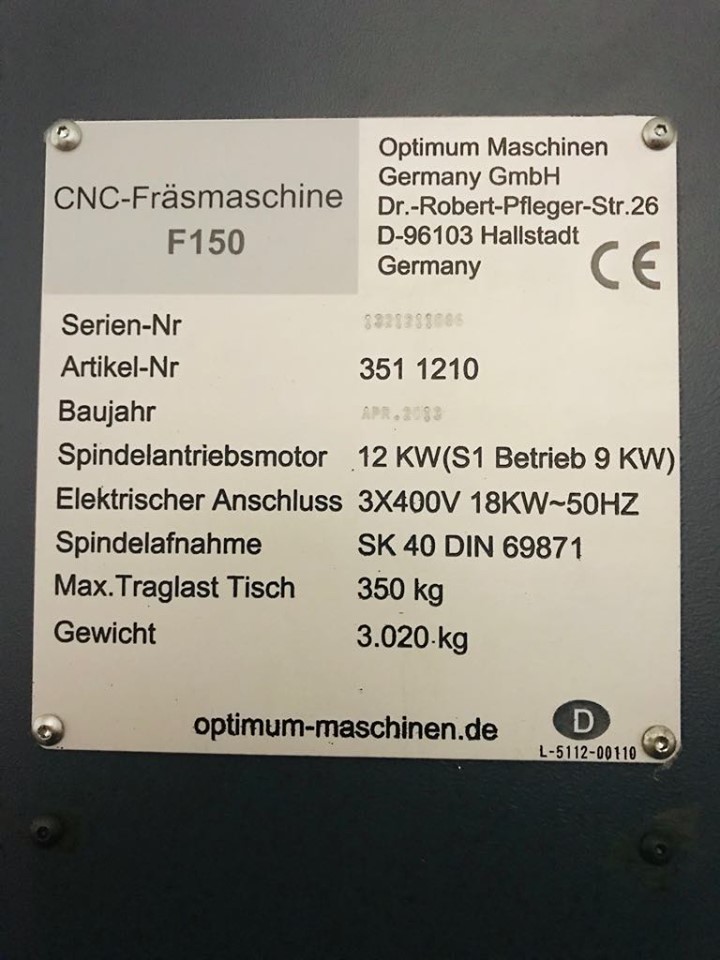 CNC-Fräsmaschine
F150
Optimum Maschinen
Germany GmbH
Dr.-Robert-Pfleger-Str.26
D-96103 Hallstadt
Germany
CE
Serien-Nr
Artikel-Nr 351 1210
Baujahr APR.2013
Spindelantriebsmotor 12 KW(S1 Betrieb 9 KW)
Elektrischer Anschluss 3X400V 18KW~50HZ
Spindelafnahme SK 40 DIN 69871
Max.Traglast Tisch 350 kg
Gewicht 3.020 kg
optimum-maschinen.de
D
L-5112-00110